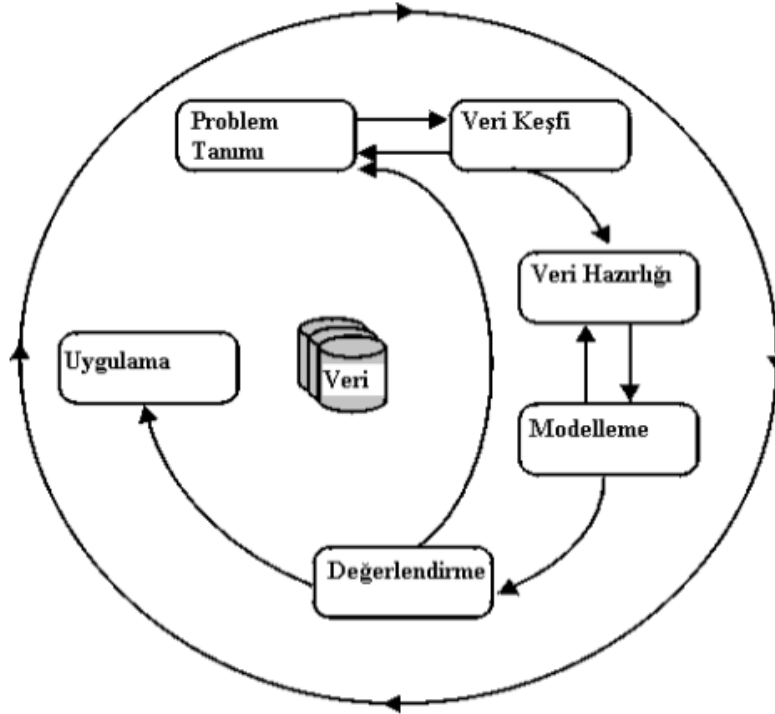 Problem
Tanımı
Veri Keşfi
Veri Hazırlığı
Uygulama
Veri
Modelleme
Değerlendirme